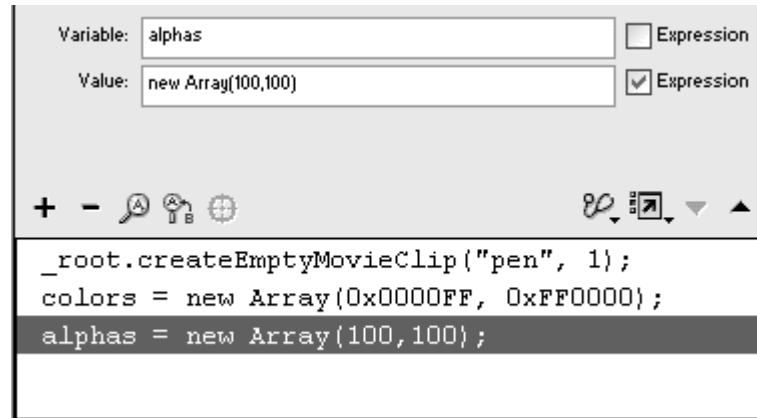 Variable: alphas Expression
Value: new Array(100,100) Expression
_root.createEmptyMovieClip("pen", 1);
colors = new Array(0x0000FF, 0xFF0000);
alphas = new Array(100,100);